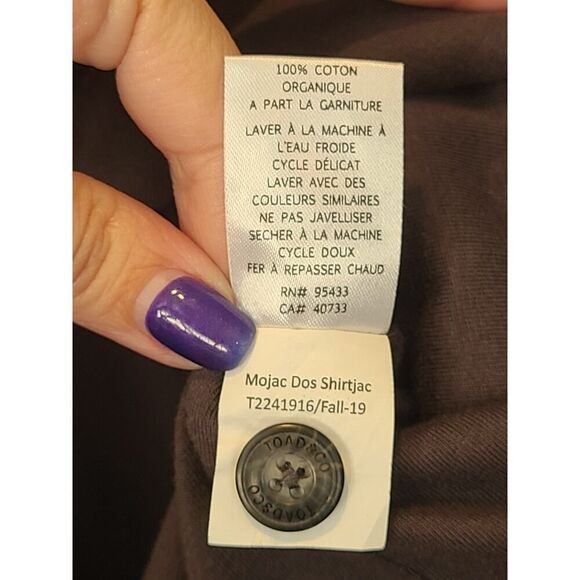 100% COTON
ORGANIQUE
A PART LA GARNITURE
LAVER À LA MACHINE À
L'EAU FROIDE
CYCLE DÉLICAT
LAVER AVEC DES
COULEURS SIMILAIRES
NE PAS JAVELLISER
SECHER À LA MACHINE
CYCLE DOUX
FER À REPASSER CHAUD
RN# 95433
CA# 40733
Mojac Dos Shirtjac
T2241916/Fall-19
TOAD&CO
TOAD&CO